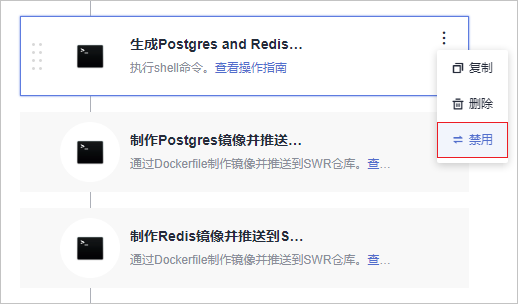 生成Postgres and Redis…
执行shell命令。查看操作指南
复制
删除
禁用
制作Postgres镜像并推送…
通过Dockerfile制作镜像并推送到SWR仓库。查…
制作Redis镜像并推送到S…
通过Dockerfile制作镜像并推送到SWR仓库。查…